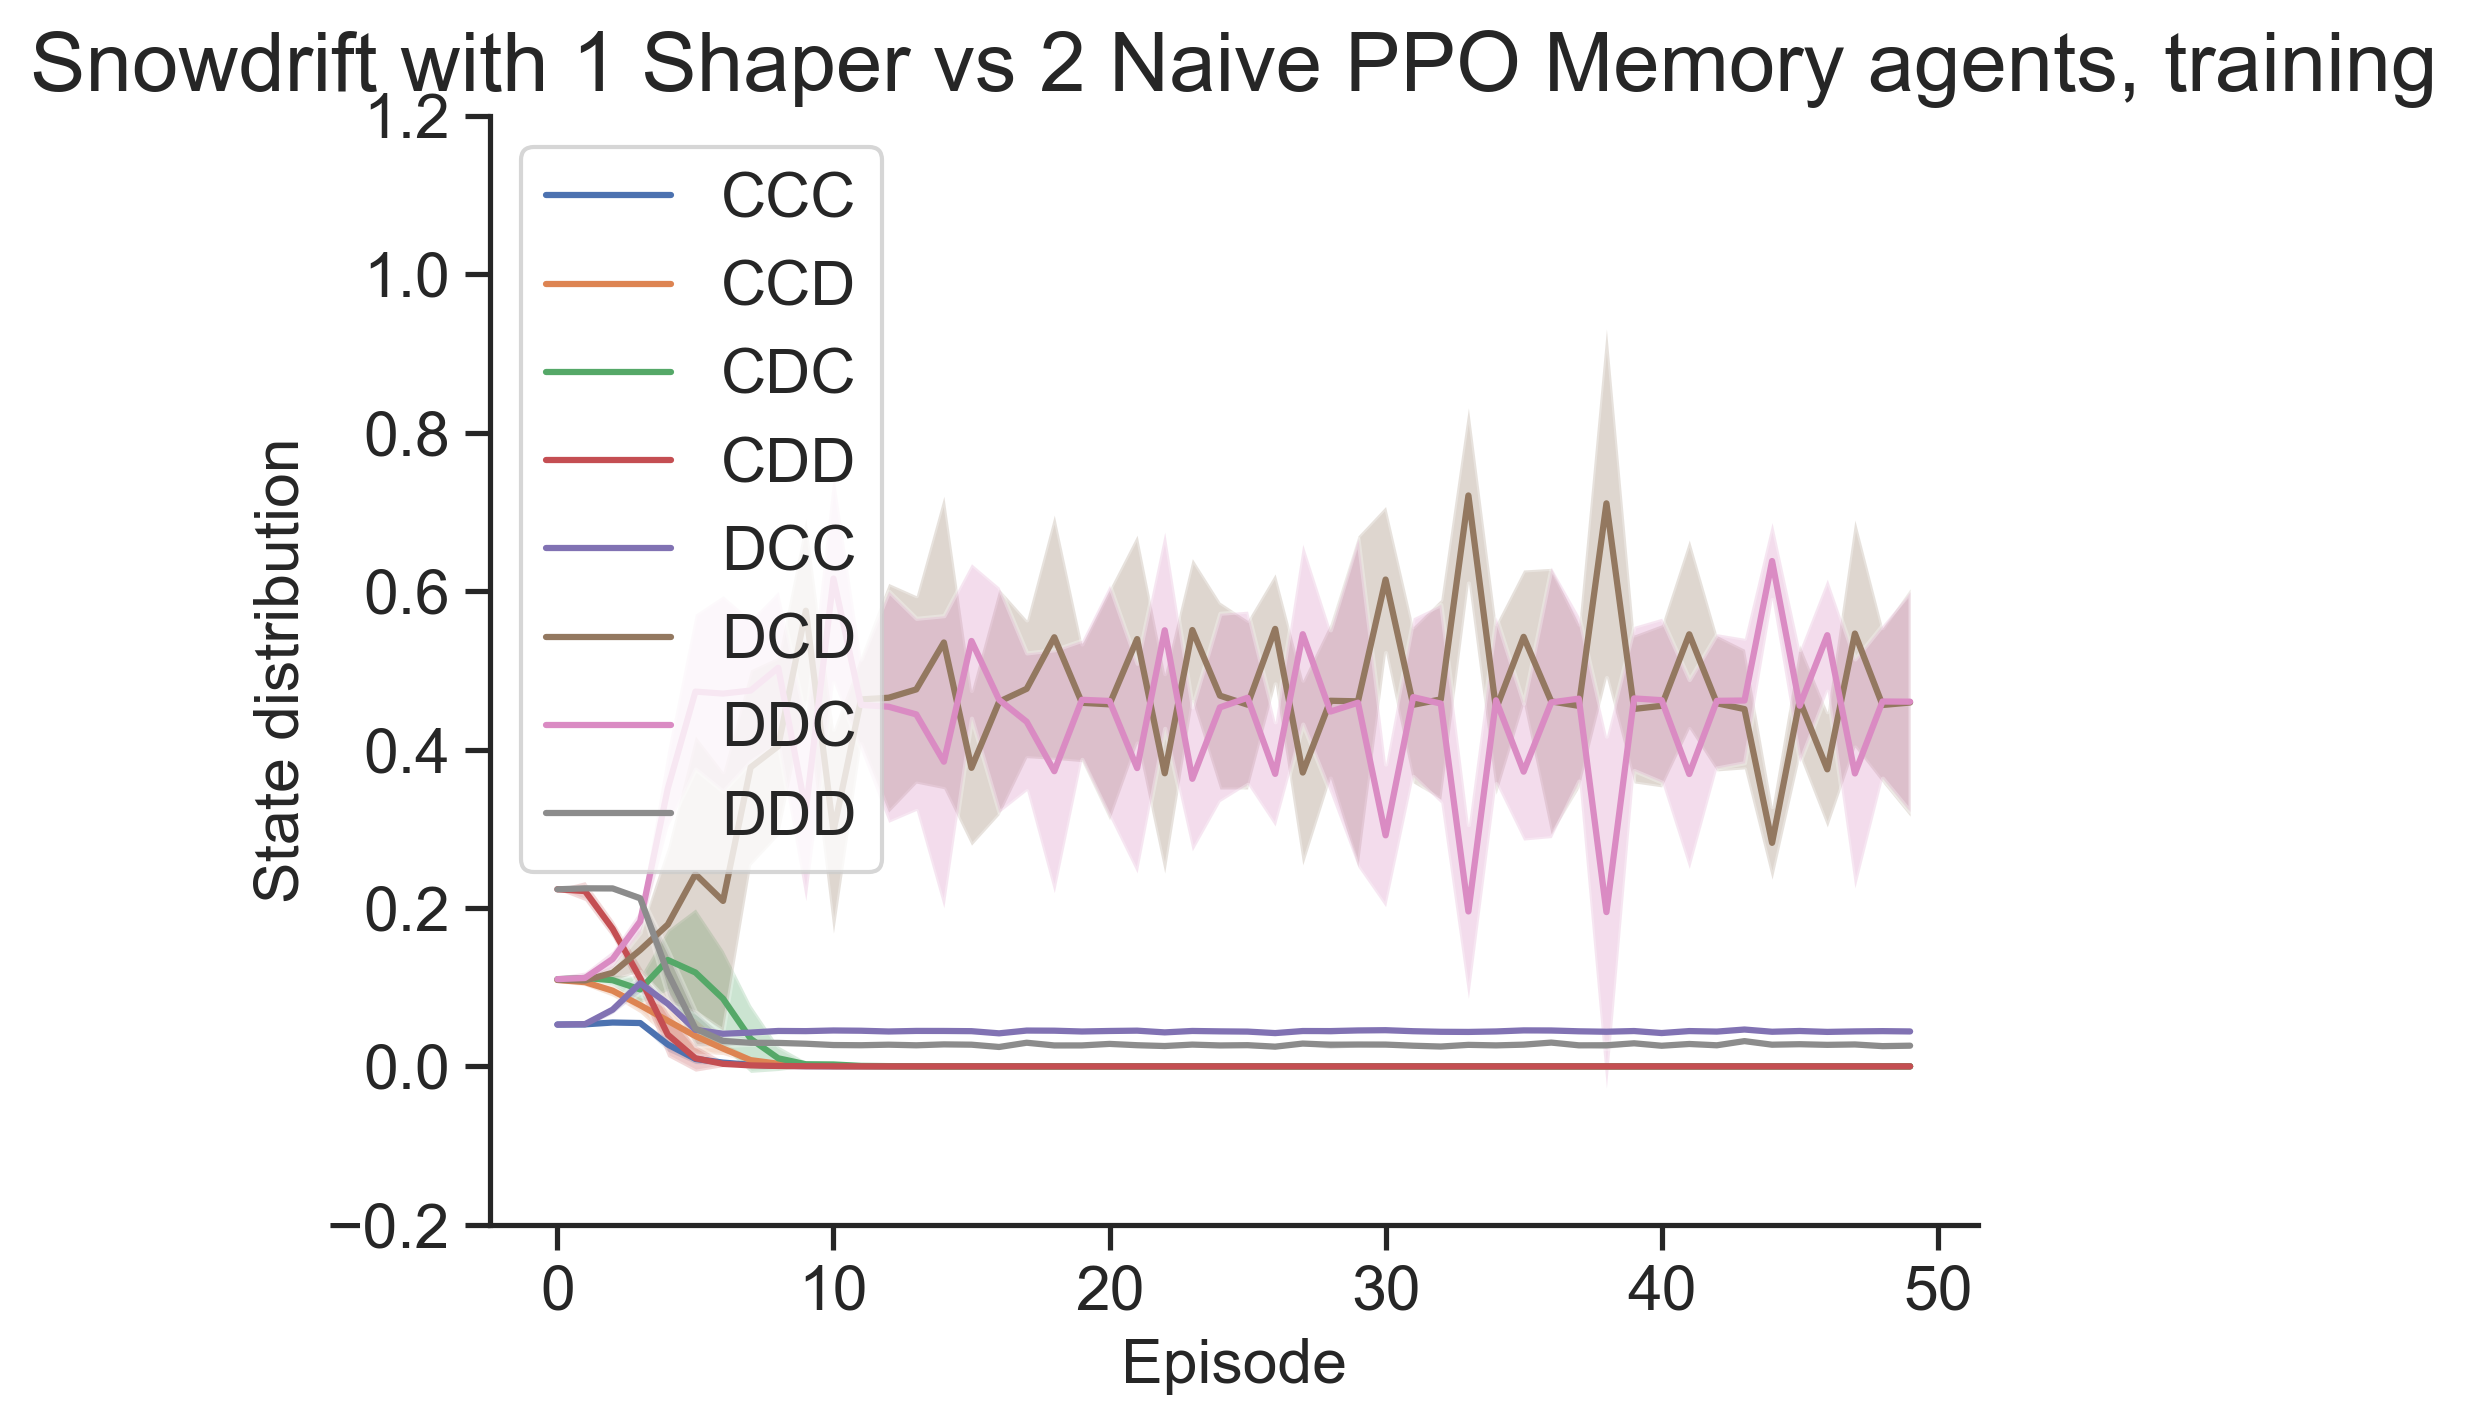 Snowdrift with 1 Shaper vs 2 Naive PPO Memory agents, training
1.2
1.0
0.8
0.6
0.4
0.2
0.0
−0.2
State distribution
CCC
CCD
CDC
CDD
DCC
DCD
DDC
DDD
0 10 20 30 40 50
Episode